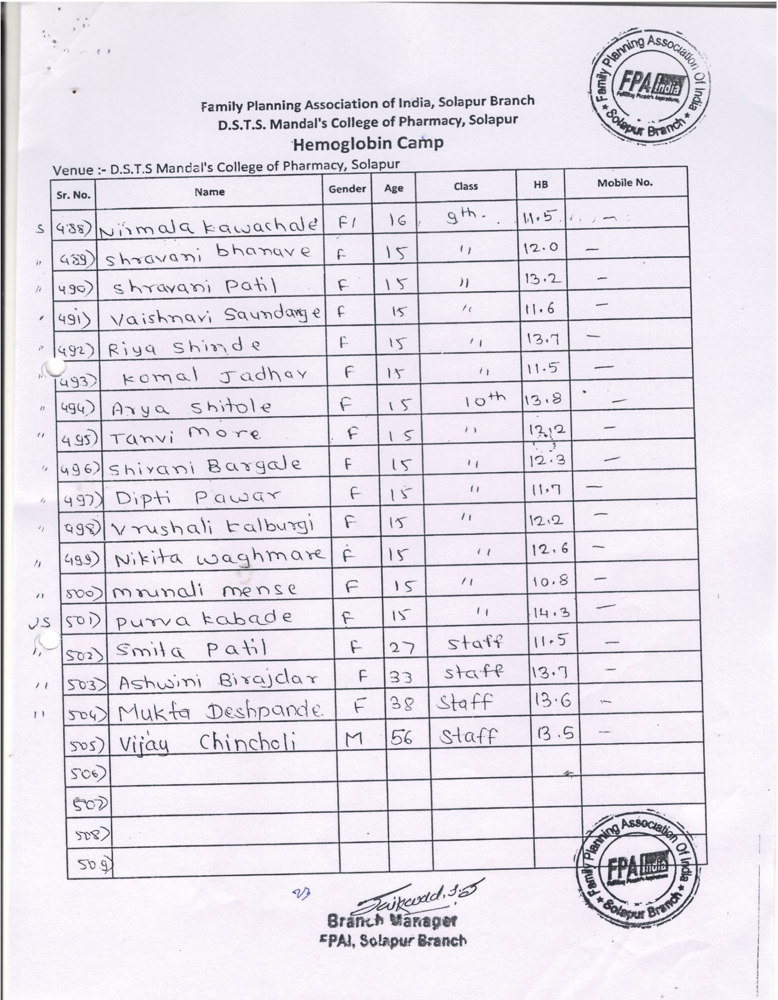 Family Planning Association Of India
FPA India
Fulfilling People's Aspirations
★ Solapur Branch ★
Family Planning Association of India, Solapur Branch
D.S.T.S. Mandal's College of Pharmacy, Solapur
Hemoglobin Camp
Venue :- D.S.T.S Mandal's College of Pharmacy, Solapur
Sr. No. Name Gender Age Class HB Mobile No.
S 488) Nirmala Kawachale F 16 9th. 11.5 -
" 489) Shravani bhanave F 15 " 12.0 -
" 490) Shravani Patil F 15 " 13.2 -
" 491) Vaishnavi Saundarge F 15 " 11.6 -
" 492) Riya Shinde F 15 " 13.7 -
" 493) Komal Jadhav F 15 " 11.5 -
" 494) Arya Shitole F 15 10th 13.8 -
" 495) Tanvi More F 15 " 12.2 -
" 496) Shivani Bargale F 15 " 12.3 -
" 497) Dipti Pawar F 15 " 11.7 -
" 498) Vrushali Kalburgi F 15 " 12.2 -
" 499) Nikita waghmare F 15 " 12.6 -
" 500) Mrunali mense F 15 " 10.8 -
US 501) Purva Kabade F 15 " 14.3 -
" 502) Smita Patil F 27 Staff 11.5 -
" 503) Ashwini Birajdar F 33 Staff 13.7 -
" 504) Mukta Deshpande F 38 Staff 13.6 -
505) Vijay Chincholi M 56 Staff 13.5 -
506)
507)
508)
509)
Family Planning Association Of India
FPA India
Fulfilling People's Aspirations
★ Solapur Branch ★
Branch Manager
FPAI, Solapur Branch